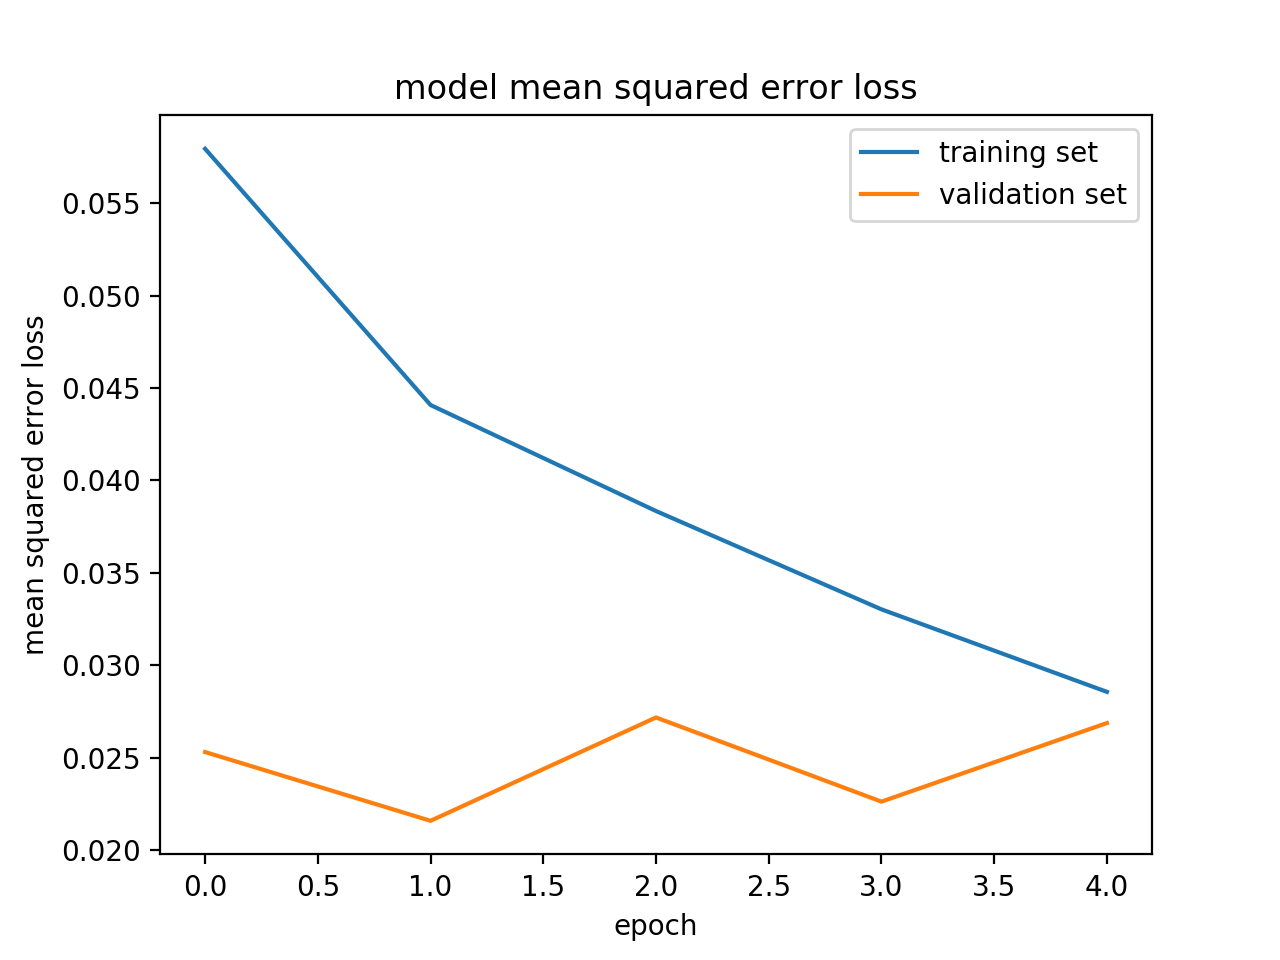 model mean squared error loss
training set
validation set
mean squared error loss
0.055
0.050
0.045
0.040
0.035
0.030
0.025
0.020
0.0 0.5 1.0 1.5 2.0 2.5 3.0 3.5 4.0
epoch